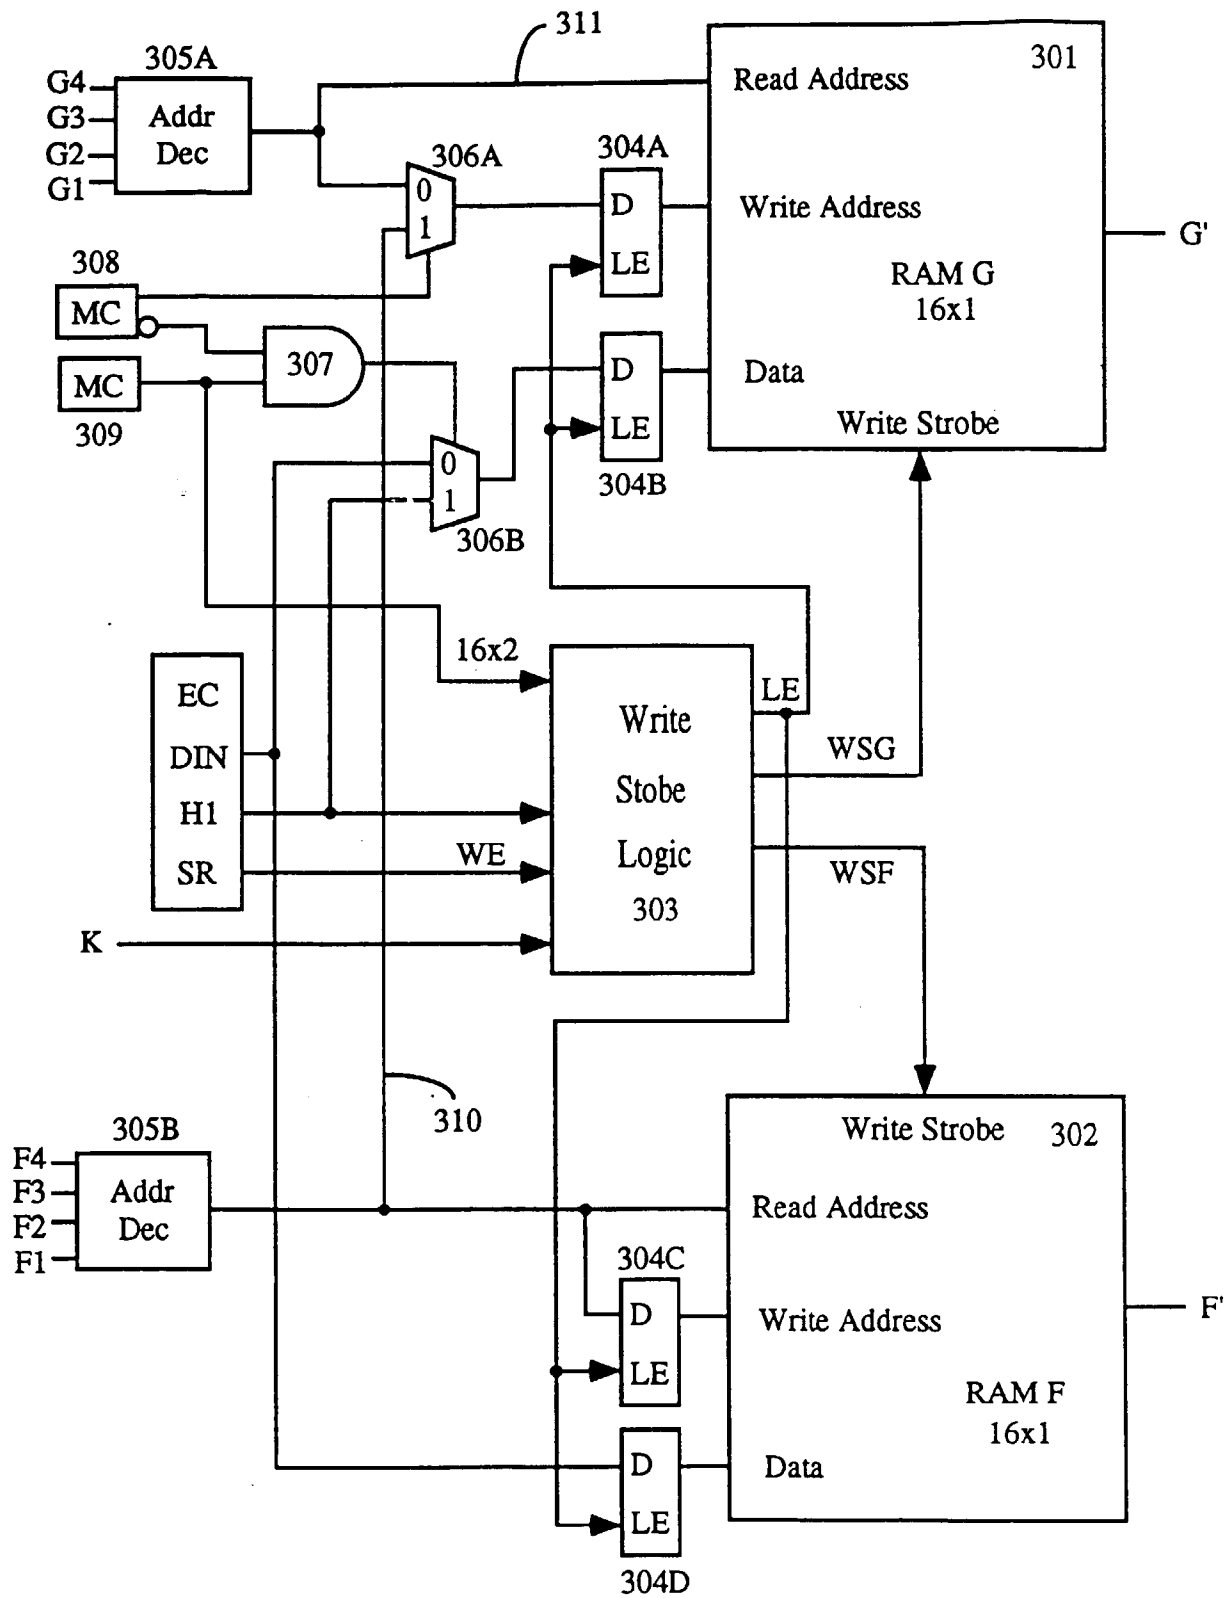 311
305A
301
G4
G3
G2
G1
Addr
Dec
Read Address
306A
304A
0
1
D
LE
Write Address
G'
RAM G
16x1
308
MC
307
MC
309
D
LE
Data
Write Strobe
304B
0
1
306B
16x2
EC
DIN
H1
SR
WE
K
Write
Stobe
Logic
303
LE
WSG
WSF
310
305B
F4
F3
F2
F1
Addr
Dec
Write Strobe
302
Read Address
304C
D
LE
Write Address
F'
RAM F
16x1
D
LE
Data
304D